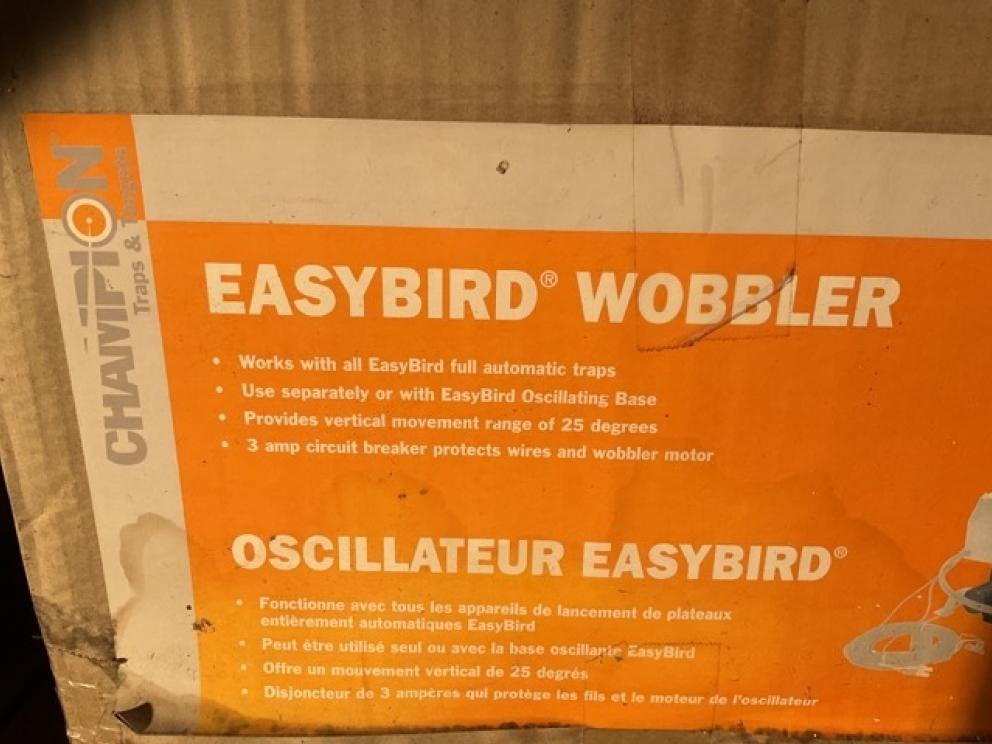 CHAMPION®
Traps & Targets
EASYBIRD® WOBBLER
• Works with all EasyBird full automatic traps
• Use separately or with EasyBird Oscillating Base
• Provides vertical movement range of 25 degrees
• 3 amp circuit breaker protects wires and wobbler motor
OSCILLATEUR EASYBIRD®
• Fonctionne avec tous les appareils de lancement de plateaux
entièrement automatiques EasyBird
• Peut être utilisé seul ou avec la base oscillante EasyBird
• Offre un mouvement vertical de 25 degrés
• Disjoncteur de 3 ampères qui protège les fils et le moteur de l'oscillateur